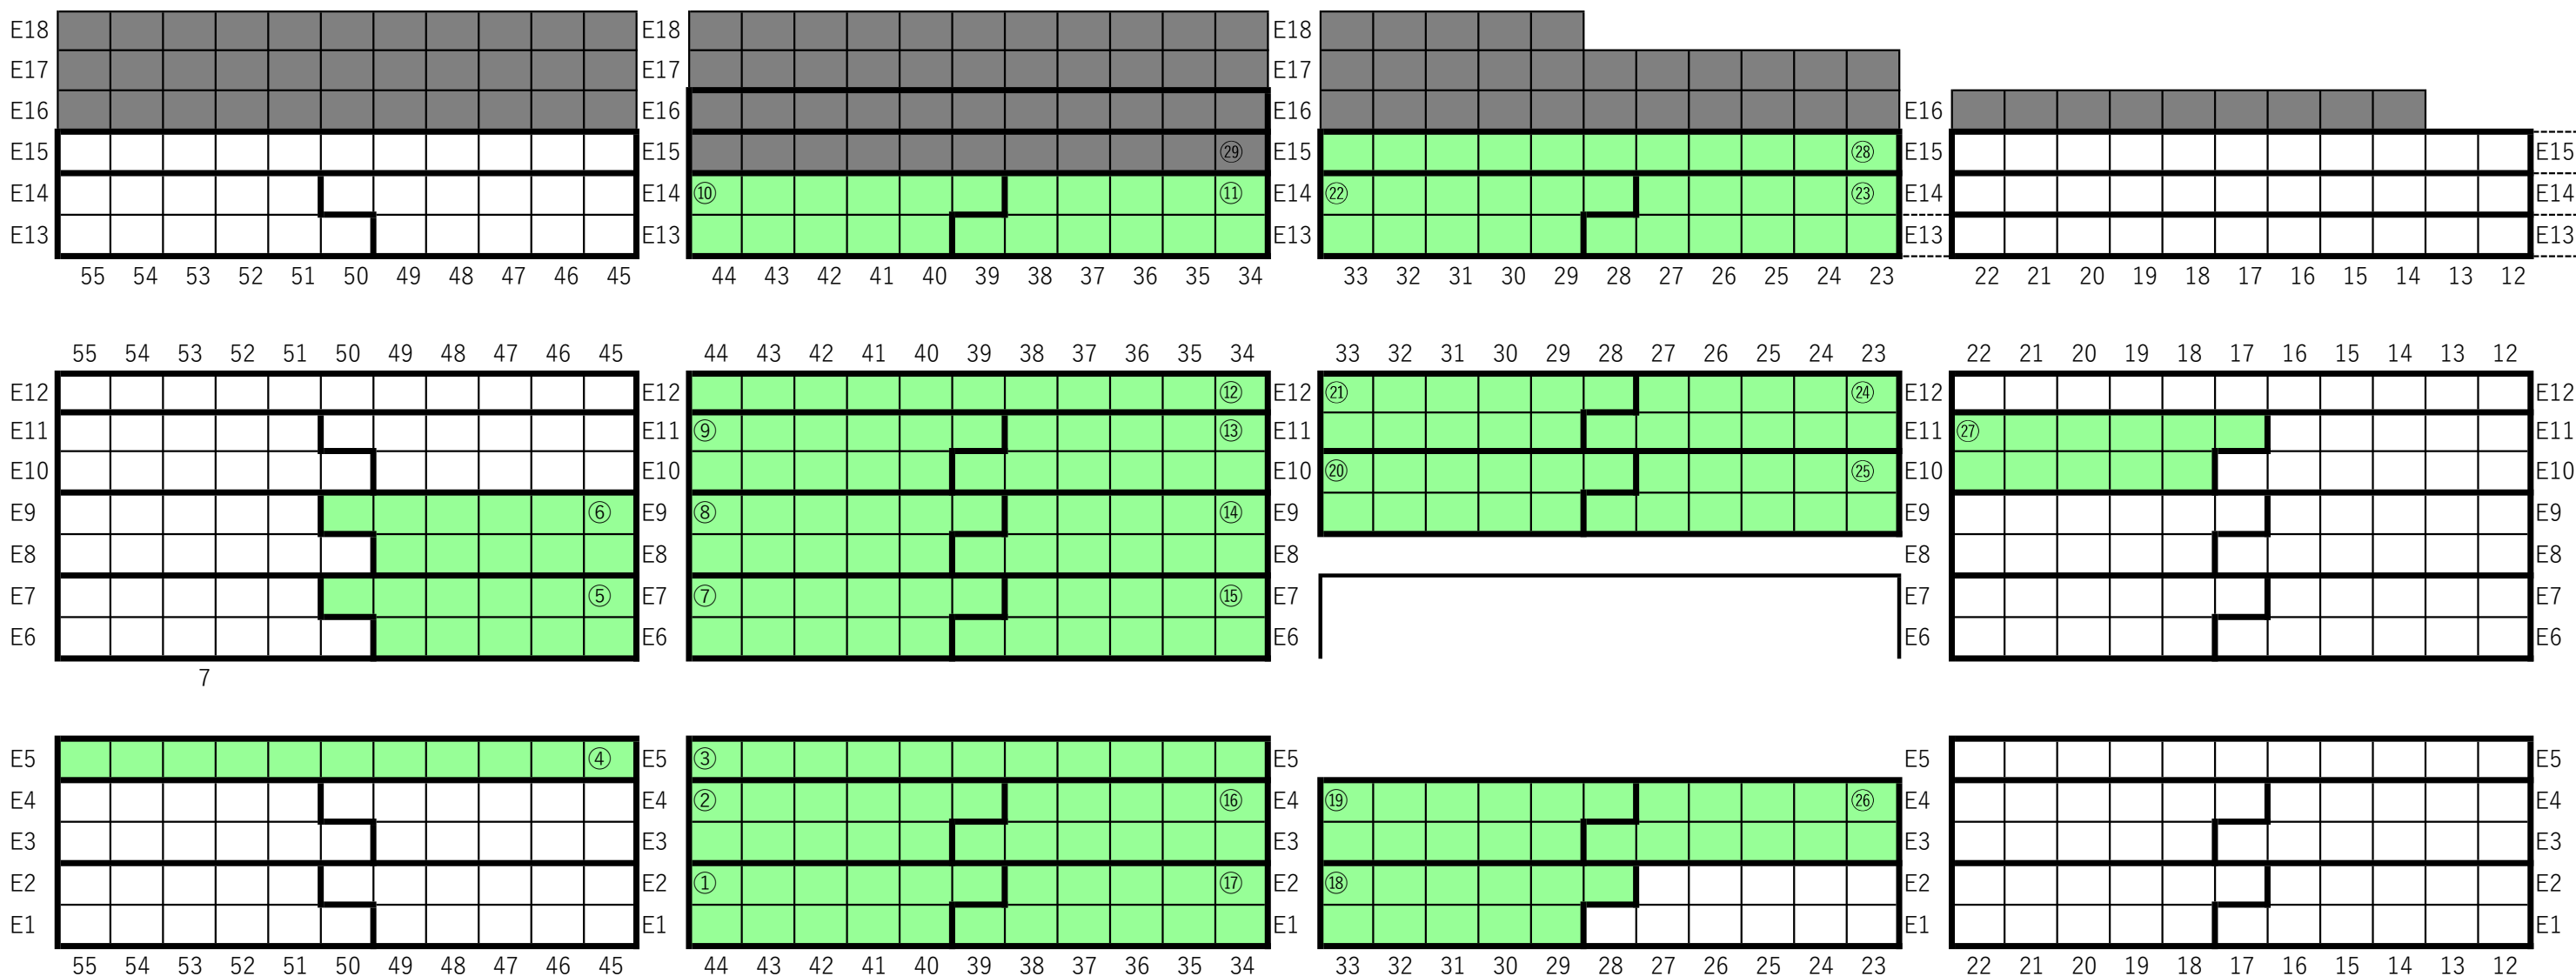 E18 E18 E18
E17 E17 E17
E16 E16 E16 E16
E15 E15 ㉙ E15 ㉘ E15 E15
E14 E14 ⑩ ⑪ E14 ㉒ ㉓ E14 E14
E13 E13 E13 E13 E13
55 54 53 52 51 50 49 48 47 46 45 44 43 42 41 40 39 38 37 36 35 34 33 32 31 30 29 28 27 26 25 24 23 22 21 20 19 18 17 16 15 14 13 12
55 54 53 52 51 50 49 48 47 46 45 44 43 42 41 40 39 38 37 36 35 34 33 32 31 30 29 28 27 26 25 24 23 22 21 20 19 18 17 16 15 14 13 12
E12 E12 ⑫ E12 ㉑ ㉔ E12 E12
E11 E11 ⑨ ⑬ E11 E11 ㉗ E11
E10 E10 E10 ⑳ ㉕ E10 E10
E9 ⑥ E9 ⑧ ⑭ E9 E9 E9
E8 E8 E8 E8 E8
E7 ⑤ E7 ⑦ ⑮ E7 E7 E7
E6 E6 E6 E6 E6
7
E5 ④ E5 ③ E5 E5 E5
E4 E4 ② ⑯ E4 ⑲ ㉖ E4 E4
E3 E3 E3 E3 E3
E2 E2 ① ⑰ E2 ⑱ E2 E2
E1 E1 E1 E1 E1
55 54 53 52 51 50 49 48 47 46 45 44 43 42 41 40 39 38 37 36 35 34 33 32 31 30 29 28 27 26 25 24 23 22 21 20 19 18 17 16 15 14 13 12